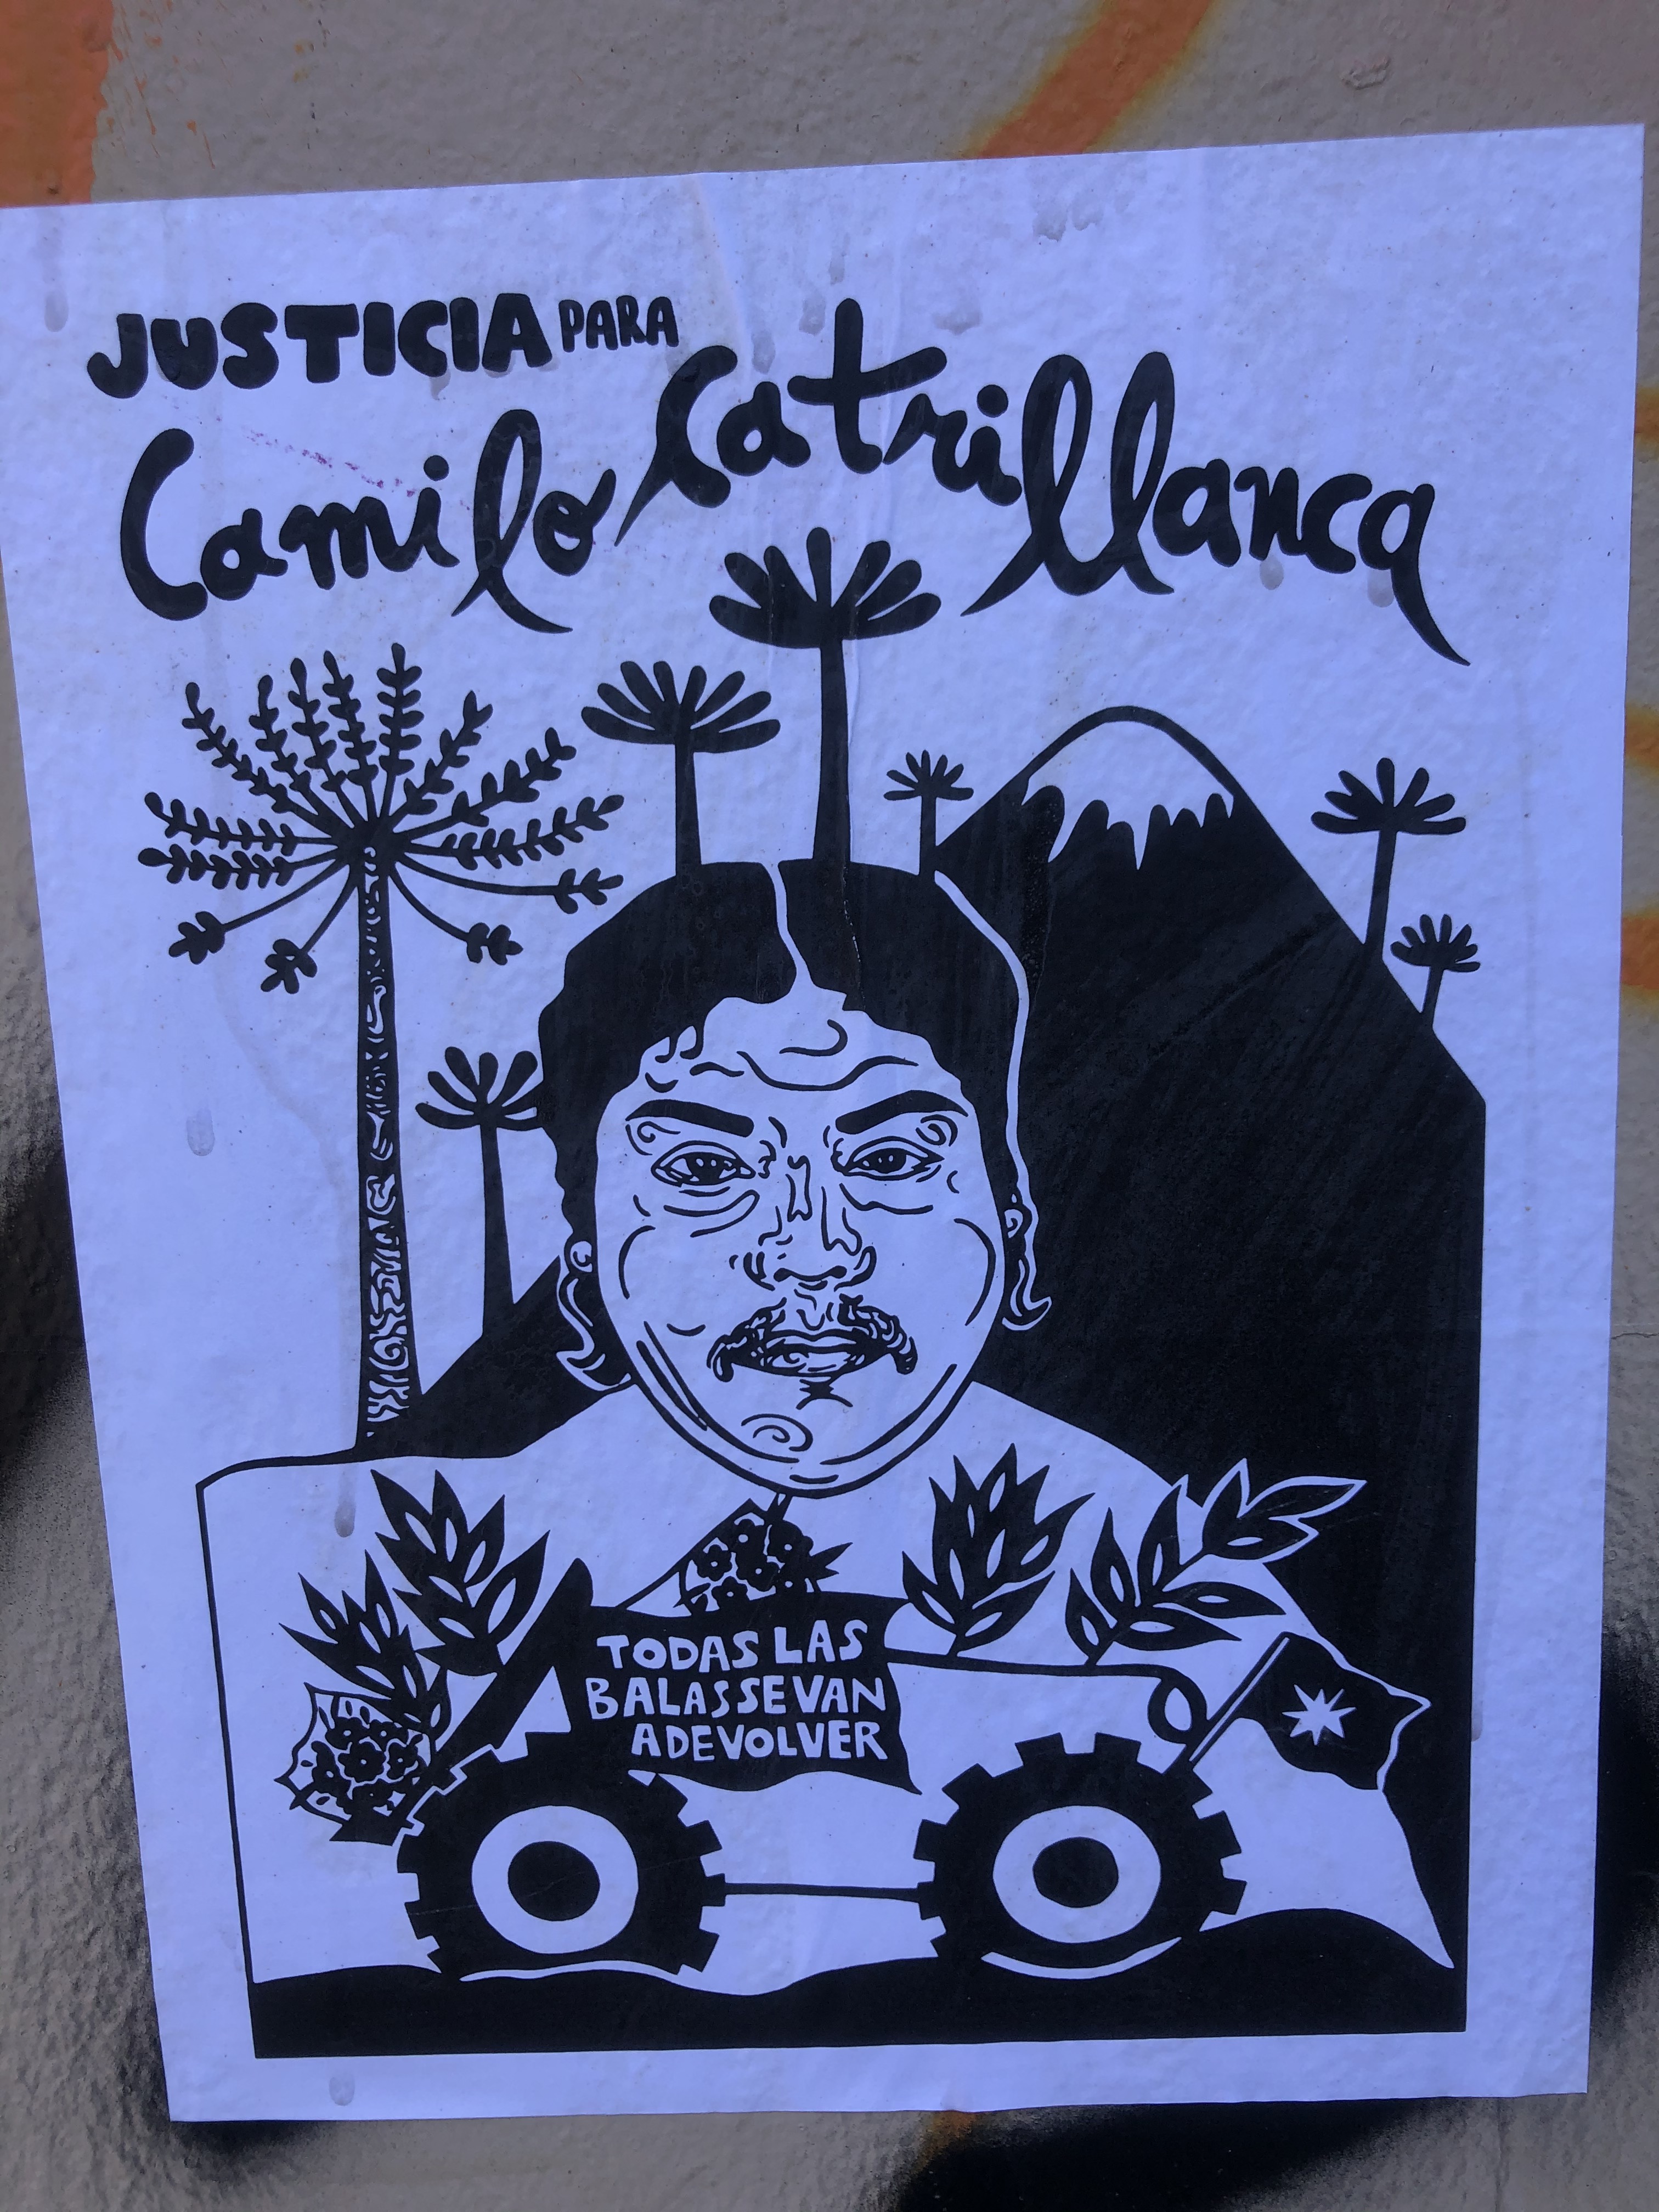 JUSTICIA PARA
Camilo Catrillanca
TODAS LAS
BALAS SE VAN
A DEVOLVER